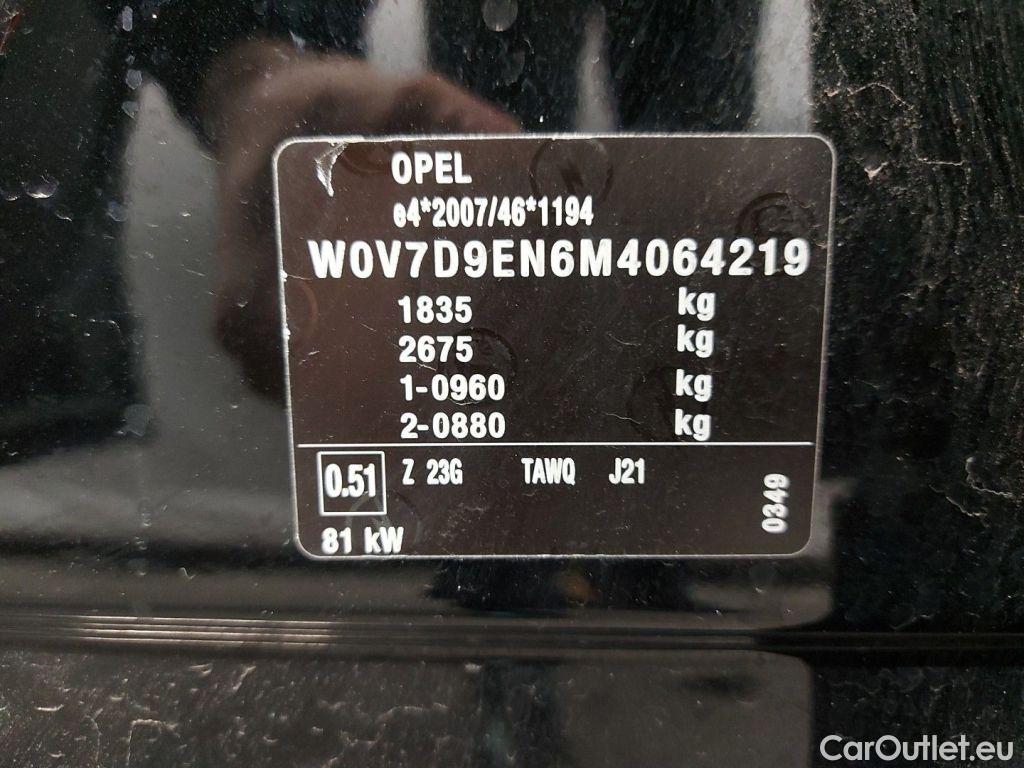 OPEL
e4*2007/46*1194
W0V7D9EN6M4064219
1835 kg
2675 kg
1-0960 kg
2-0880 kg
0.51 Z 23G TAWQ J21
81 kW
0349
CarOutlet.eu